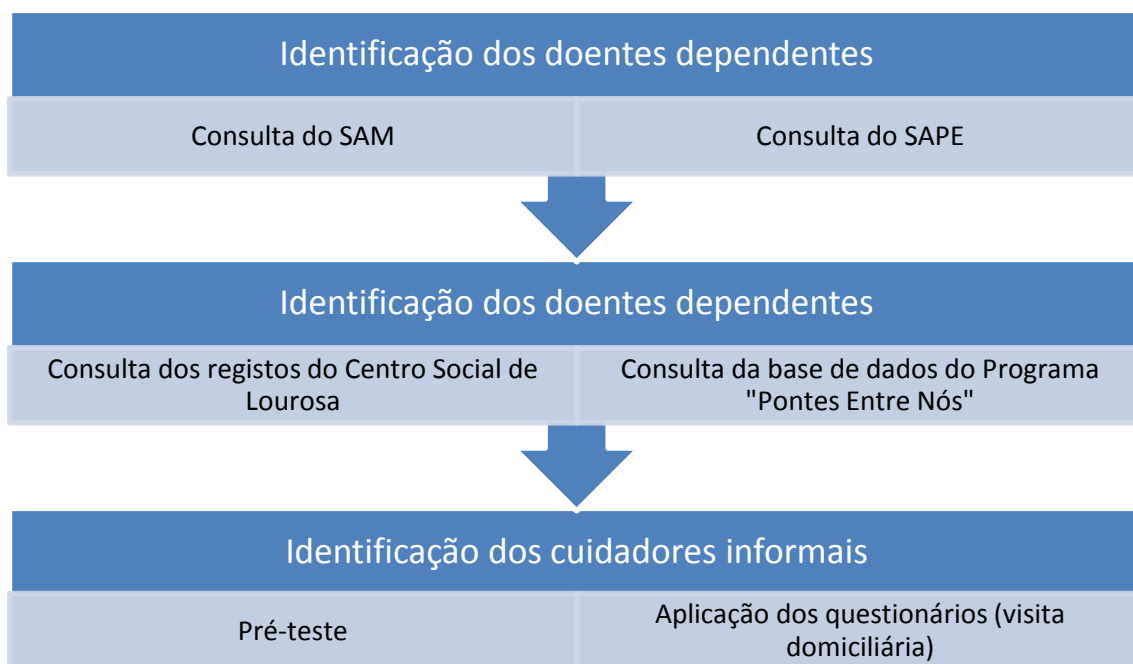 Identificação dos doentes dependentes
Consulta do SAM
Consulta do SAPE
Identificação dos doentes dependentes
Consulta dos registos do Centro Social de
Lourosa
Consulta da base de dados do Programa
"Pontes Entre Nós"
Identificação dos cuidadores informais
Pré-teste
Aplicação dos questionários (visita
domiciliária)